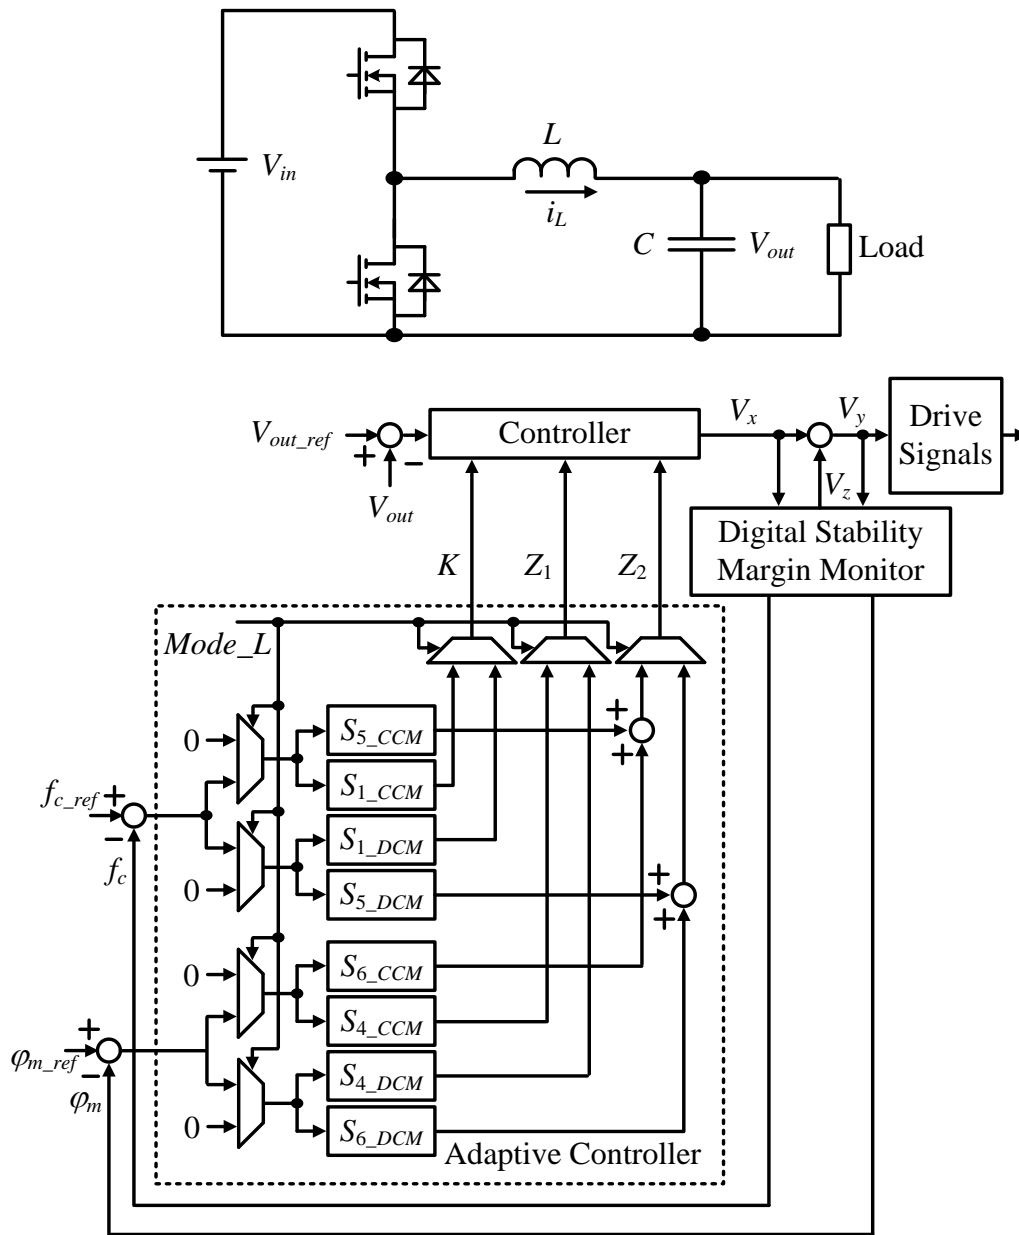 V_in
L
i_L
C
V_out
Load
V_out_ref
+
−
V_out
Controller
V_x
V_y
V_z
Drive
Signals
Digital Stability
Margin Monitor
K
Z_1
Z_2
Mode_L
0
S_5_CCM
+
+
f_c_ref
+
−
f_c
S_1_CCM
S_1_DCM
0
S_5_DCM
+
+
0
S_6_CCM
S_4_CCM
φ_m_ref
+
−
φ_m
S_4_DCM
0
S_6_DCM
Adaptive Controller